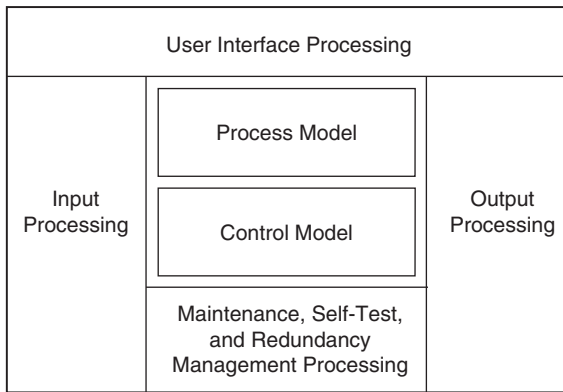 User Interface Processing
Process Model
Input
Processing
Control Model
Output
Processing
Maintenance, Self-Test,
and Redundancy
Management Processing